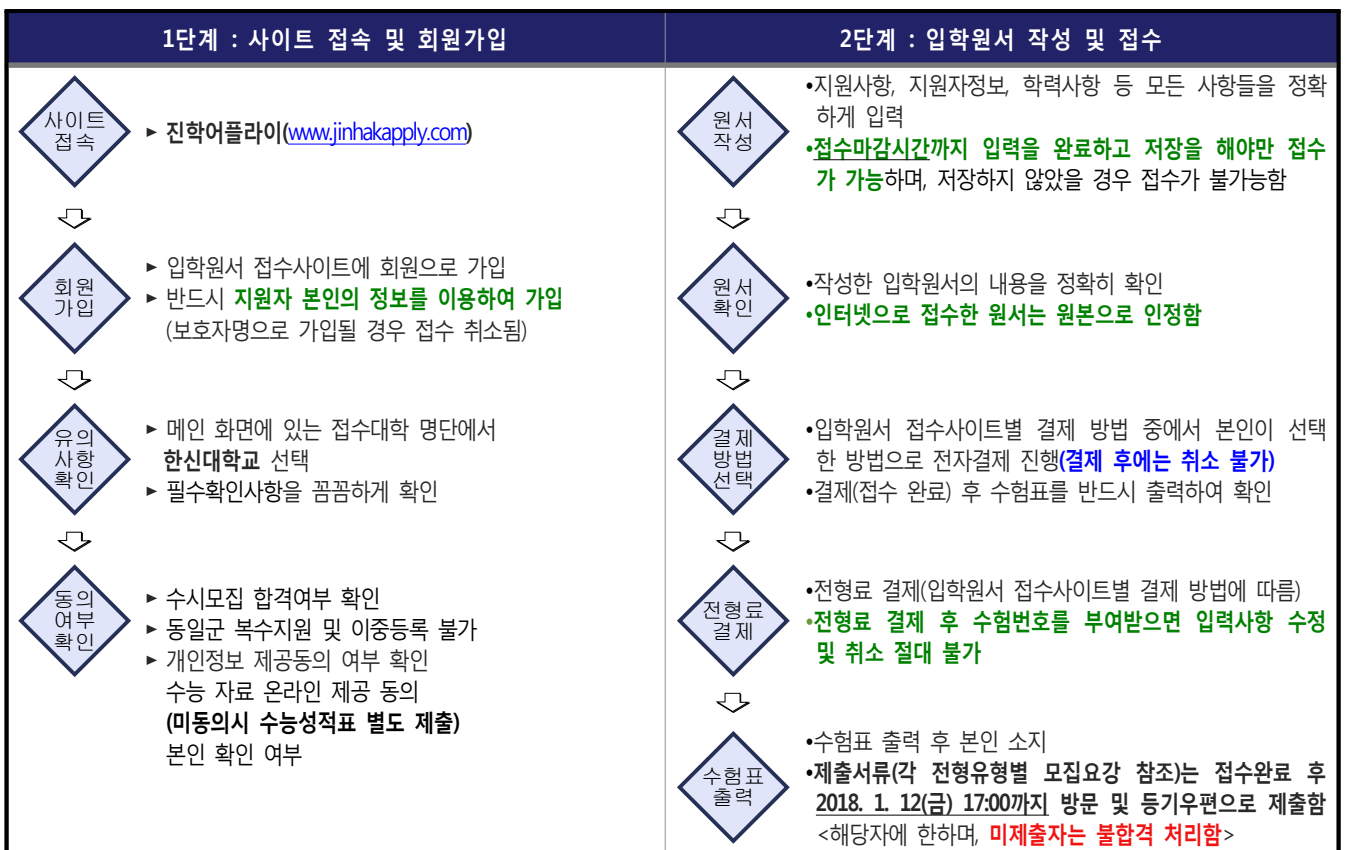 1단계 : 사이트 접속 및 회원가입
사이트
접속
► 진학어플라이(www.jinhakapply.com)
회원
가입
► 입학원서 접수사이트에 회원으로 가입
► 반드시 지원자 본인의 정보를 이용하여 가입
(보호자명으로 가입될 경우 접수 취소됨)
유의
사항
확인
► 메인 화면에 있는 접수대학 명단에서
한신대학교 선택
► 필수확인사항을 꼼꼼하게 확인
동의
여부
확인
► 수시모집 합격여부 확인
► 동일군 복수지원 및 이중등록 불가
► 개인정보 제공동의 여부 확인
수능 자료 온라인 제공 동의
(미동의시 수능성적표 별도 제출)
본인 확인 여부
2단계 : 입학원서 작성 및 접수
원서
작성
•지원사항, 지원자정보, 학력사항 등 모든 사항들을 정확
하게 입력
•접수마감시간까지 입력을 완료하고 저장을 해야만 접수
가 가능하며, 저장하지 않았을 경우 접수가 불가능함
원서
확인
•작성한 입학원서의 내용을 정확히 확인
•인터넷으로 접수한 원서는 원본으로 인정함
결제
방법
선택
•입학원서 접수사이트별 결제 방법 중에서 본인이 선택
한 방법으로 전자결제 진행(결제 후에는 취소 불가)
•결제(접수 완료) 후 수험표를 반드시 출력하여 확인
전형료
결제
•전형료 결제(입학원서 접수사이트별 결제 방법에 따름)
•전형료 결제 후 수험번호를 부여받으면 입력사항 수정
및 취소 절대 불가
수험표
출력
•수험표 출력 후 본인 소지
•제출서류(각 전형유형별 모집요강 참조)는 접수완료 후
2018. 1. 12(금) 17:00까지 방문 및 등기우편으로 제출함
<해당자에 한하며, 미제출자는 불합격 처리함>